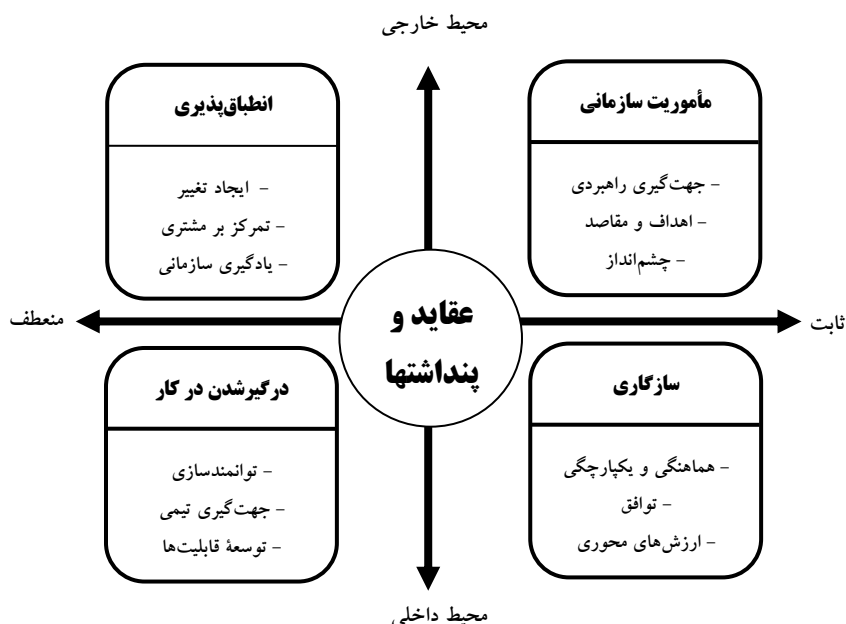 محیط خارجی
مأموریت سازمانی
- جهت‌گیری راهبردی
- اهداف و مقاصد
- چشم‌انداز
انطباق‌پذیری
- ایجاد تغییر
- تمرکز بر مشتری
- یادگیری سازمانی
ثابت
عقاید و
پنداشتها
منعطف
سازگاری
- هماهنگی و یکپارچگی
- توافق
- ارزش‌های محوری
درگیرشدن در کار
- توانمندسازی
- جهت‌گیری تیمی
- توسعۀ قابلیت‌ها
محیط داخلی